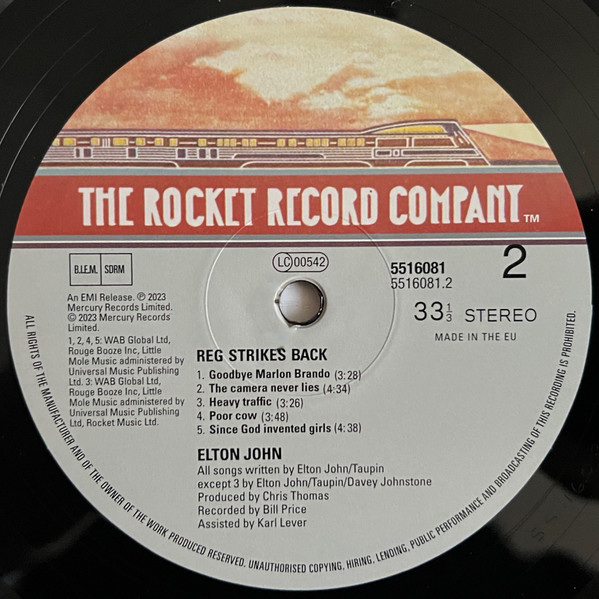 THE ROCKET RECORD COMPANY TM
B.I.E.M. SDRM
LC 00542
5516081
5516081.2
2
33 1/3 STEREO
MADE IN THE EU
An EMI Release. ℗ 2023
Mercury Records Limited.
© 2023 Mercury Records
Limited.
1, 2, 4, 5: WAB Global Ltd,
Rouge Booze Inc, Little
Mole Music administered by
Universal Music Publishing
Ltd. 3: WAB Global Ltd,
Rouge Booze Inc, Little
Mole Music administered by
Universal Music Publishing
Ltd, Rocket Music Ltd.
REG STRIKES BACK
1. Goodbye Marlon Brando (3:28)
2. The camera never lies (4:34)
3. Heavy traffic (3:26)
4. Poor cow (3:48)
5. Since God invented girls (4:38)
ELTON JOHN
All songs written by Elton John/Taupin
except 3 by Elton John/Taupin/Davey Johnstone
Produced by Chris Thomas
Recorded by Bill Price
Assisted by Karl Lever
ALL RIGHTS OF THE MANUFACTURER AND OF THE OWNER OF THE WORK PRODUCED RESERVED. UNAUTHORISED COPYING, HIRING, LENDING, PUBLIC PERFORMANCE AND BROADCASTING OF THIS RECORDING IS PROHIBITED.